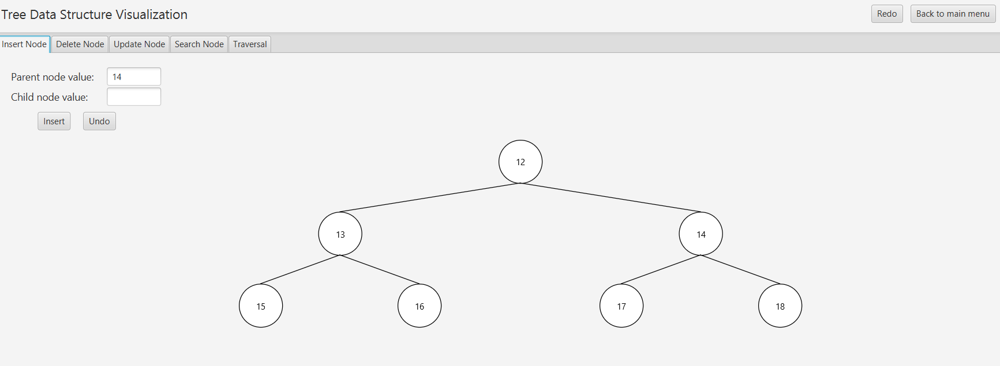 Tree Data Structure Visualization
Redo
Back to main menu
Insert Node
Delete Node
Update Node
Search Node
Traversal
Parent node value:
14
Child node value:
Insert
Undo
12
13
14
15
16
17
18